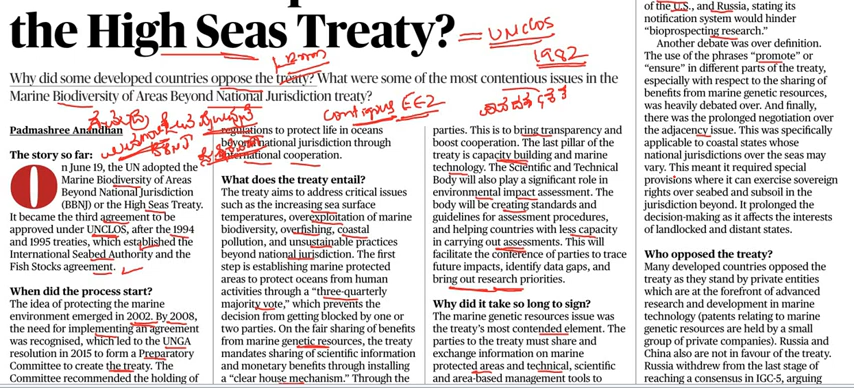 the High Seas Treaty?
= UNCLOS
1982
Why did some developed countries oppose the treaty? What were some of the most contentious issues in the
Marine Biodiversity of Areas Beyond National Jurisdiction treaty?
Contiguous EEZ
Padmashree Anandhan
The story so far:
On June 19, the UN adopted the
Marine Biodiversity of Areas
Beyond National Jurisdiction
(BBNJ) or the High Seas Treaty.
It became the third agreement to be
approved under UNCLOS, after the 1994
and 1995 treaties, which established the
International Seabed Authority and the
Fish Stocks agreement.
When did the process start?
The idea of protecting the marine
environment emerged in 2002. By 2008,
the need for implementing an agreement
was recognised, which led to the UNGA
resolution in 2015 to form a Preparatory
Committee to create the treaty. The
Committee recommended the holding of
regulations to protect life in oceans
beyond national jurisdiction through
international cooperation.
What does the treaty entail?
The treaty aims to address critical issues
such as the increasing sea surface
temperatures, overexploitation of marine
biodiversity, overfishing, coastal
pollution, and unsustainable practices
beyond national jurisdiction. The first
step is establishing marine protected
areas to protect oceans from human
activities through a “three-quarterly
majority vote,” which prevents the
decision from getting blocked by one or
two parties. On the fair sharing of benefits
from marine genetic resources, the treaty
mandates sharing of scientific information
and monetary benefits through installing
a “clear house mechanism.” Through the
parties. This is to bring transparency and
boost cooperation. The last pillar of the
treaty is capacity building and marine
technology. The Scientific and Technical
Body will also play a significant role in
environmental impact assessment. The
body will be creating standards and
guidelines for assessment procedures,
and helping countries with less capacity
in carrying out assessments. This will
facilitate the conference of parties to trace
future impacts, identify data gaps, and
bring out research priorities.
Why did it take so long to sign?
The marine genetic resources issue was
the treaty’s most contended element. The
parties to the treaty must share and
exchange information on marine
protected areas and technical, scientific
and area-based management tools to
of the U.S., and Russia, stating its
notification system would hinder
“bioprospecting research.”
Another debate was over definition.
The use of the phrases “promote” or
“ensure” in different parts of the treaty,
especially with respect to the sharing of
benefits from marine genetic resources,
was heavily debated over. And finally,
there was the prolonged negotiation over
the adjacency issue. This was specifically
applicable to coastal states whose
national jurisdictions over the seas may
vary. This meant it required special
provisions where it can exercise sovereign
rights over seabed and subsoil in the
jurisdiction beyond. It prolonged the
decision-making as it affects the interests
of landlocked and distant states.
Who opposed the treaty?
Many developed countries opposed the
treaty as they stand by private entities
which are at the forefront of advanced
research and development in marine
technology (patents relating to marine
genetic resources are held by a small
group of private companies). Russia and
China also are not in favour of the treaty.
Russia withdrew from the last stage of
reaching a consensus in IGC-5, arguing